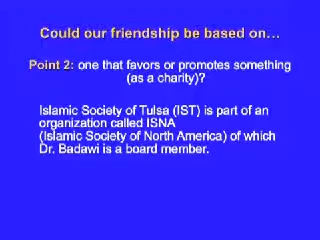 Could our friendship be based on…
Point 2: one that favors or promotes something
(as a charity)?
Islamic Society of Tulsa (IST) is part of an
organization called ISNA
(Islamic Society of North America) of which
Dr. Badawi is a board member.